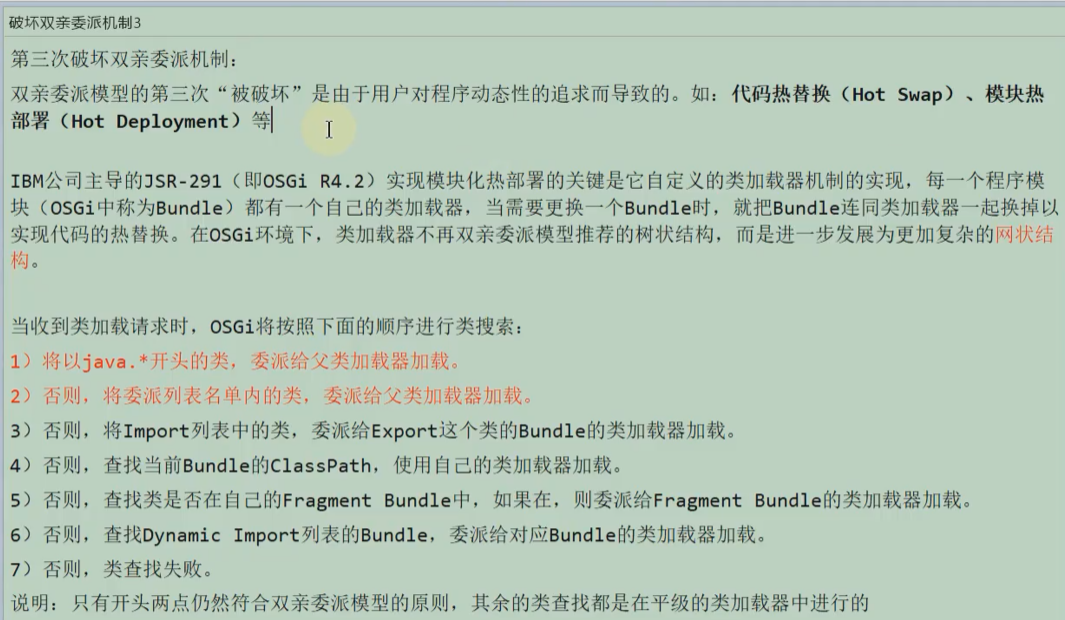 破坏双亲委派机制3
第三次破坏双亲委派机制：
双亲委派模型的第三次“被破坏”是由于用户对程序动态性的追求而导致的。如：代码热替换（Hot Swap）、模块热
部署（Hot Deployment）等
IBM公司主导的JSR-291（即OSGi R4.2）实现模块化热部署的关键是它自定义的类加载器机制的实现，每一个程序模
块（OSGi中称为Bundle）都有一个自己的类加载器，当需要更换一个Bundle时，就把Bundle连同类加载器一起换掉以
实现代码的热替换。在OSGi环境下，类加载器不再双亲委派模型推荐的树状结构，而是进一步发展为更加复杂的网状结
构。
当收到类加载请求时，OSGi将按照下面的顺序进行类搜索：
1）将以java.*开头的类，委派给父类加载器加载。
2）否则，将委派列表名单内的类，委派给父类加载器加载。
3）否则，将Import列表中的类，委派给Export这个类的Bundle的类加载器加载。
4）否则，查找当前Bundle的ClassPath，使用自己的类加载器加载。
5）否则，查找类是否在自己的Fragment Bundle中，如果在，则委派给Fragment Bundle的类加载器加载。
6）否则，查找Dynamic Import列表的Bundle，委派给对应Bundle的类加载器加载。
7）否则，类查找失败。
说明：只有开头两点仍然符合双亲委派模型的原则，其余的类查找都是在平级的类加载器中进行的